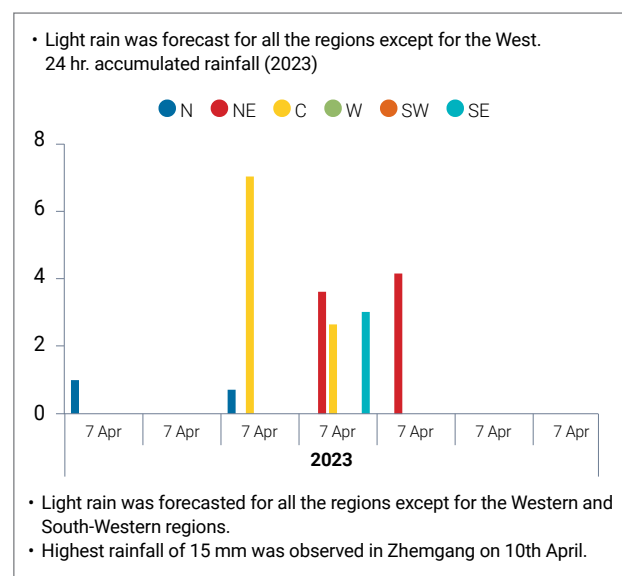 • Light rain was forecast for all the regions except for the West.
24 hr. accumulated rainfall (2023)
N NE C W SW SE
8
6
4
2
0
7 Apr 7 Apr 7 Apr 7 Apr 7 Apr 7 Apr 7 Apr
2023
• Light rain was forecasted for all the regions except for the Western and
South-Western regions.
• Highest rainfall of 15 mm was observed in Zhemgang on 10th April.